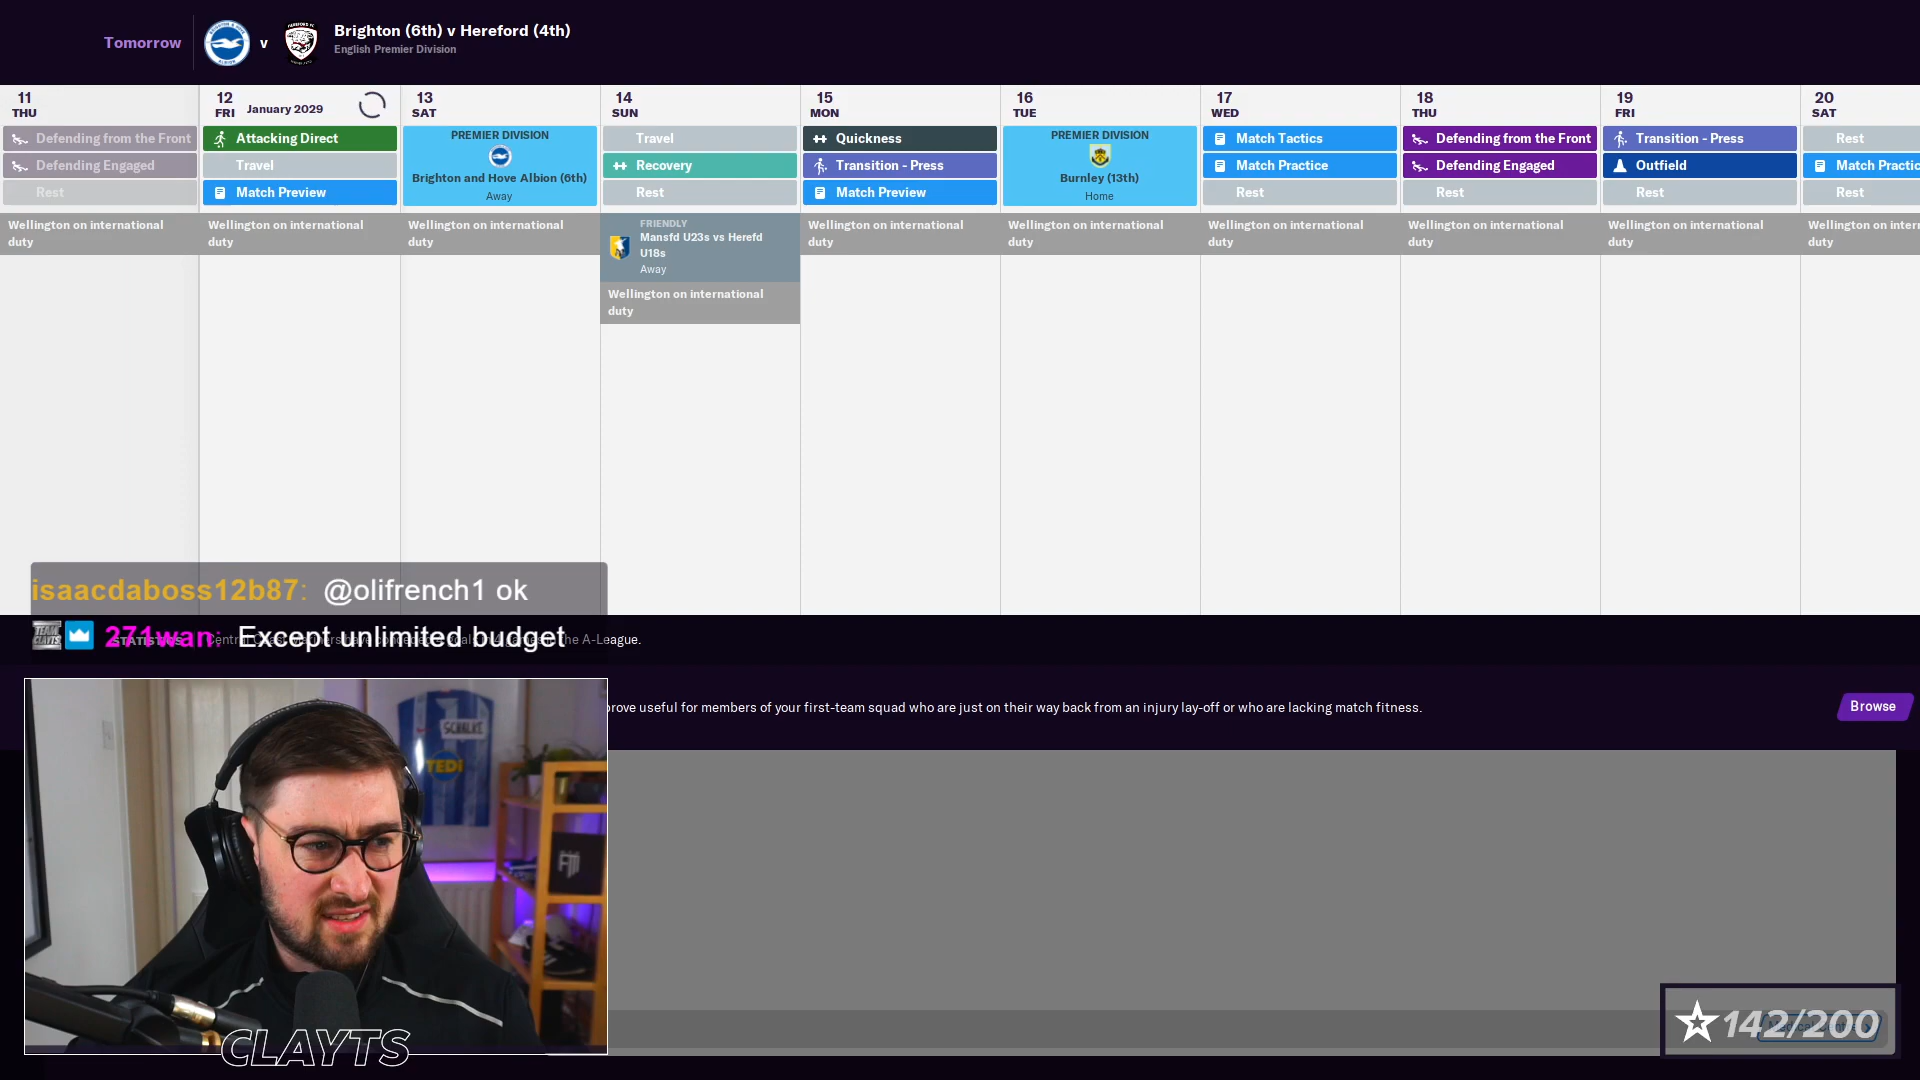 Tomorrow
v
Brighton (6th) v Hereford (4th)
English Premier Division
11
THU
12
FRI
January 2029
13
SAT
14
SUN
15
MON
16
TUE
17
WED
18
THU
19
FRI
20
SAT
Defending from the Front
Defending Engaged
Rest
Attacking Direct
Travel
Match Preview
PREMIER DIVISION
Brighton and Hove Albion (6th)
Away
Travel
Recovery
Rest
Quickness
Transition - Press
Match Preview
PREMIER DIVISION
Burnley (13th)
Home
Match Tactics
Match Practice
Rest
Defending from the Front
Defending Engaged
Rest
Transition - Press
Outfield
Rest
Rest
Match Practic
Rest
Wellington on international
duty
Wellington on international
duty
Wellington on international
duty
FRIENDLY
Mansfd U23s vs Herefd
U18s
Away
Wellington on international
duty
Wellington on international
duty
Wellington on international
duty
Wellington on international
duty
Wellington on international
duty
Wellington on international
duty
Wellington on inter
duty
isaacdaboss12b87: @olifrench1 ok
TEAM
CLAYTS
271wan: Except unlimited budget
the A-League.
prove useful for members of your first-team squad who are just on their way back from an injury lay-off or who are lacking match fitness.
Browse
SCHALKE
TEDi
CLAYTS
142/200